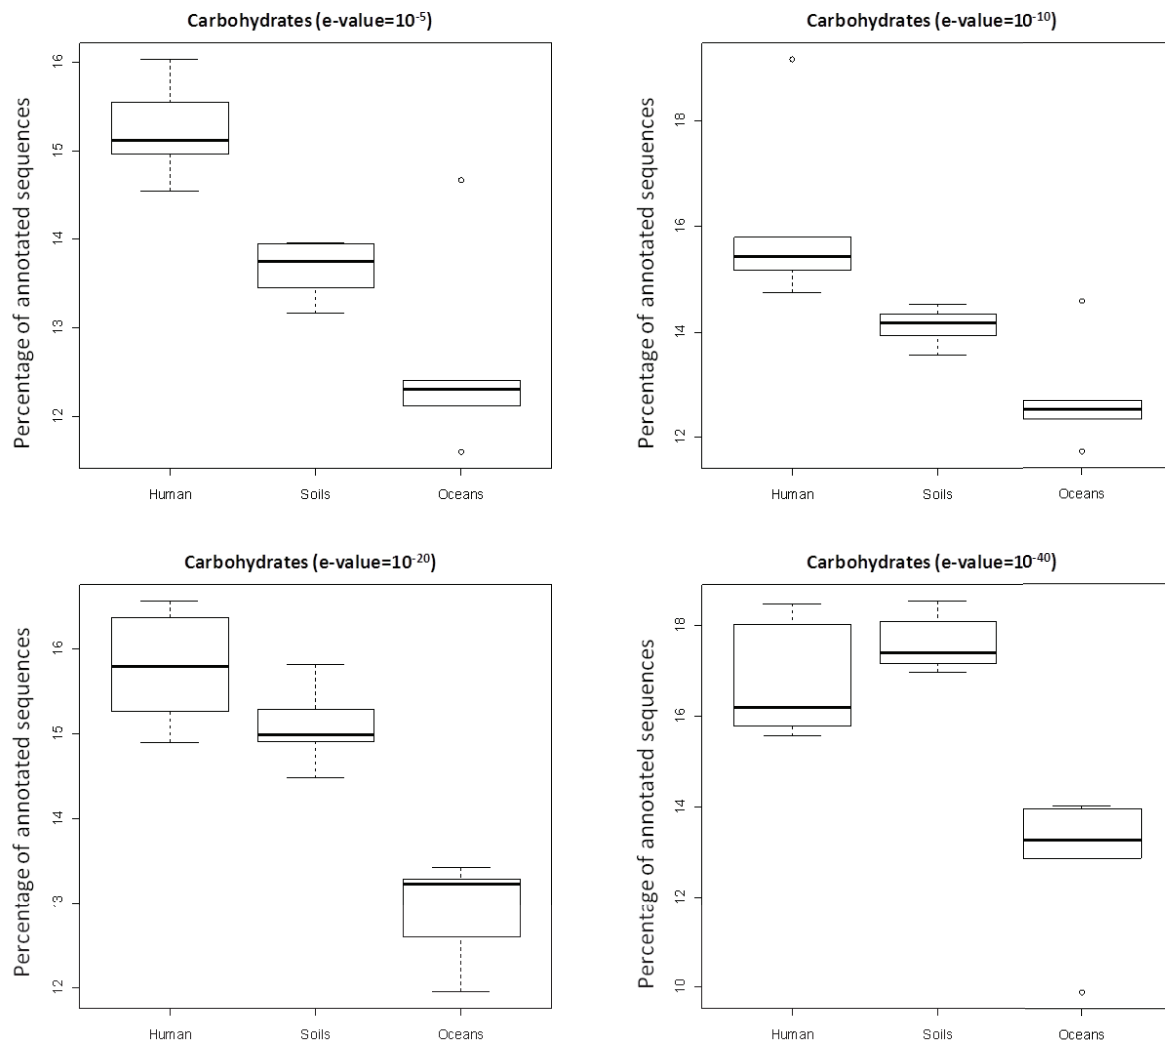 Carbohydrates (e-value=10⁻⁵)
Percentage of annotated sequences
16
15
14
13
12
Human Soils Oceans
Carbohydrates (e-value=10⁻¹⁰)
Percentage of annotated sequences
18
16
14
12
Human Soils Oceans
Carbohydrates (e-value=10⁻²⁰)
Percentage of annotated sequences
16
15
14
13
12
Human Soils Oceans
Carbohydrates (e-value=10⁻⁴⁰)
Percentage of annotated sequences
18
16
14
12
10
Human Soils Oceans